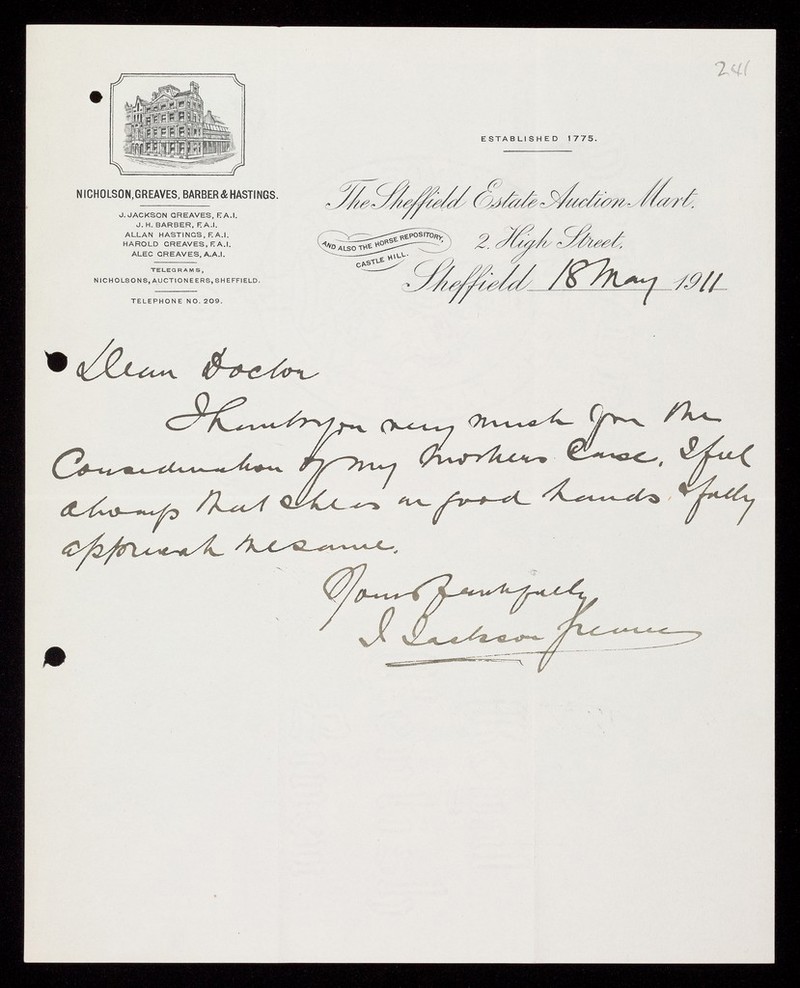 241
ESTABLISHED 1775.
NICHOLSON, GREAVES, BARBER & HASTINGS.
J. JACKSON GREAVES, F.A.I.
J. H. BARBER, F.A.I.
ALLAN HASTINGS, F.A.I.
HAROLD GREAVES, F.A.I.
ALEC GREAVES, A.A.I.
TELEGRAMS,
NICHOLSONS, AUCTIONEERS, SHEFFIELD.
TELEPHONE NO. 209.
The Sheffield Estate Auction Mart.
2. High Street.
AND ALSO THE HORSE REPOSITORY,
CASTLE HILL.
Sheffield 18 May 1911
Dear Doctor
I thank you very much for the
Consideration of my Mothers Case. I feel
always that she is in good hands & fully
appreciate the same.
Yours faithfully
J Jackson Greaves